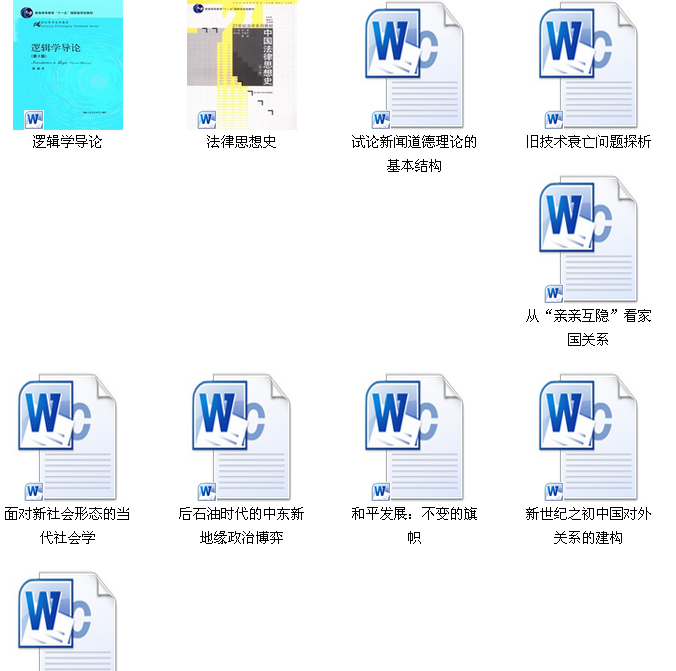 逻辑学导论
(第2版)
中国法律思想史
逻辑学导论
法律思想史
试论新闻道德理论的
基本结构
旧技术衰亡问题探析
从“亲亲互隐”看家
国关系
面对新社会形态的当
代社会学
后石油时代的中东新
地缘政治博弈
和平发展：不变的旗
帜
新世纪之初中国对外
关系的建构